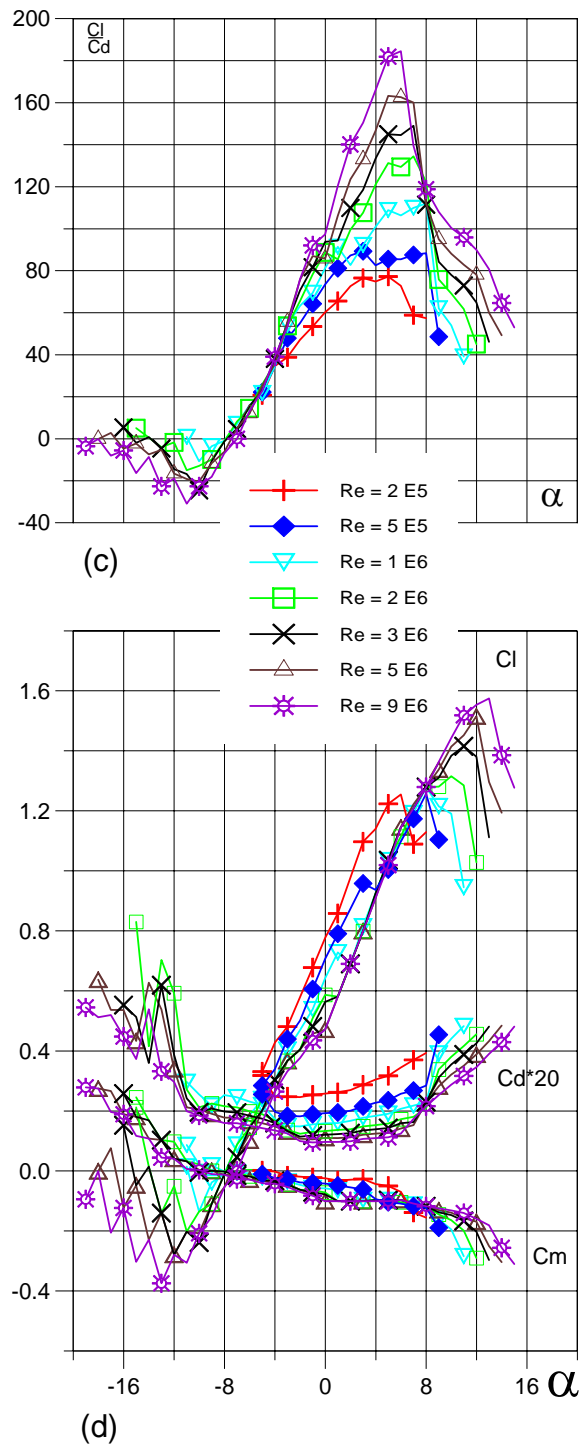 200
Cl
Cd
160
120
80
40
0
-40
α
(c)
Re = 2 E5
Re = 5 E5
Re = 1 E6
Re = 2 E6
Re = 3 E6
Re = 5 E6
Re = 9 E6
Cl
1.6
1.2
0.8
0.4
Cd*20
0.0
Cm
-0.4
-16 -8 0 8 16 α
(d)